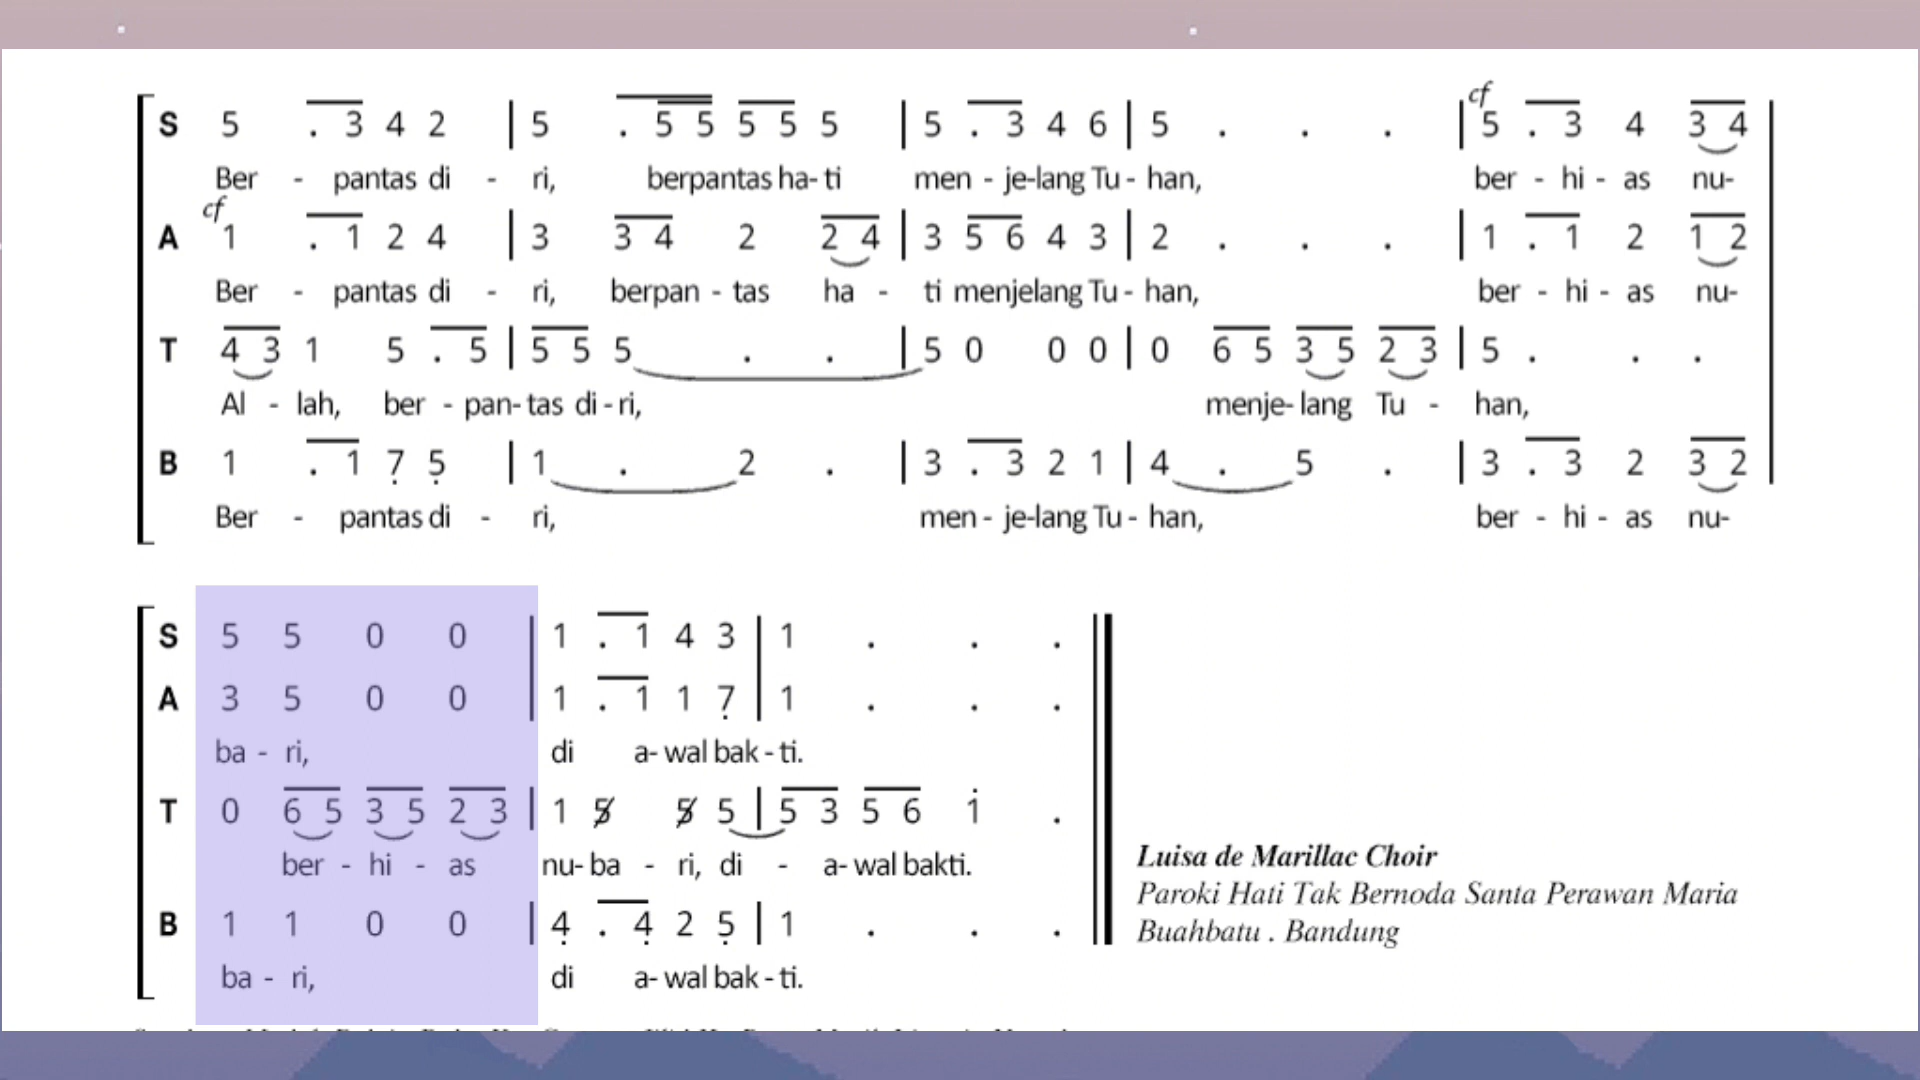 cf
S 5 . 3 4 2 | 5 . 5 5 5 5 5 | 5 . 3 4 6 | 5 . . . | 5 . 3 4 3 4 |
Ber - pantas di - ri, berpantas ha- ti men - je-lang Tu - han, ber - hi - as nu-
cf
A 1 . 1 2 4 | 3 3 4 2 2 4 | 3 5 6 4 3 | 2 . . . | 1 . 1 2 1 2
Ber - pantas di - ri, berpan - tas ha - ti menjelang Tu - han, ber - hi - as nu-
T 4 3 1 5 . 5 | 5 5 5 . . | 5 0 0 0 | 0 6 5 3 5 2 3 | 5 . . .
Al - lah, ber - pan- tas di - ri, menje- lang Tu - han,
B 1 . 1 7̣ 5̣ | 1 . 2 . | 3 . 3 2 1 | 4 . 5 . | 3 . 3 2 3 2 |
Ber - pantas di - ri, men - je-lang Tu - han, ber - hi - as nu-
S 5 5 0 0 | 1 . 1 4 3 | 1 . . .
A 3 5 0 0 | 1 . 1 1 7̣ | 1 . . .
ba - ri, di a- wal bak - ti.
T 0 6 5 3 5 2 3 | 1 5̸ 5̸ 5 | 5 3 5 6 1̇ .
ber - hi - as nu- ba - ri, di - a- wal bakti.
B 1 1 0 0 | 4̣ . 4̣ 2 5̣ | 1 . . .
ba - ri, di a- wal bak - ti.
Luisa de Marillac Choir
Paroki Hati Tak Bernoda Santa Perawan Maria
Buahbatu . Bandung